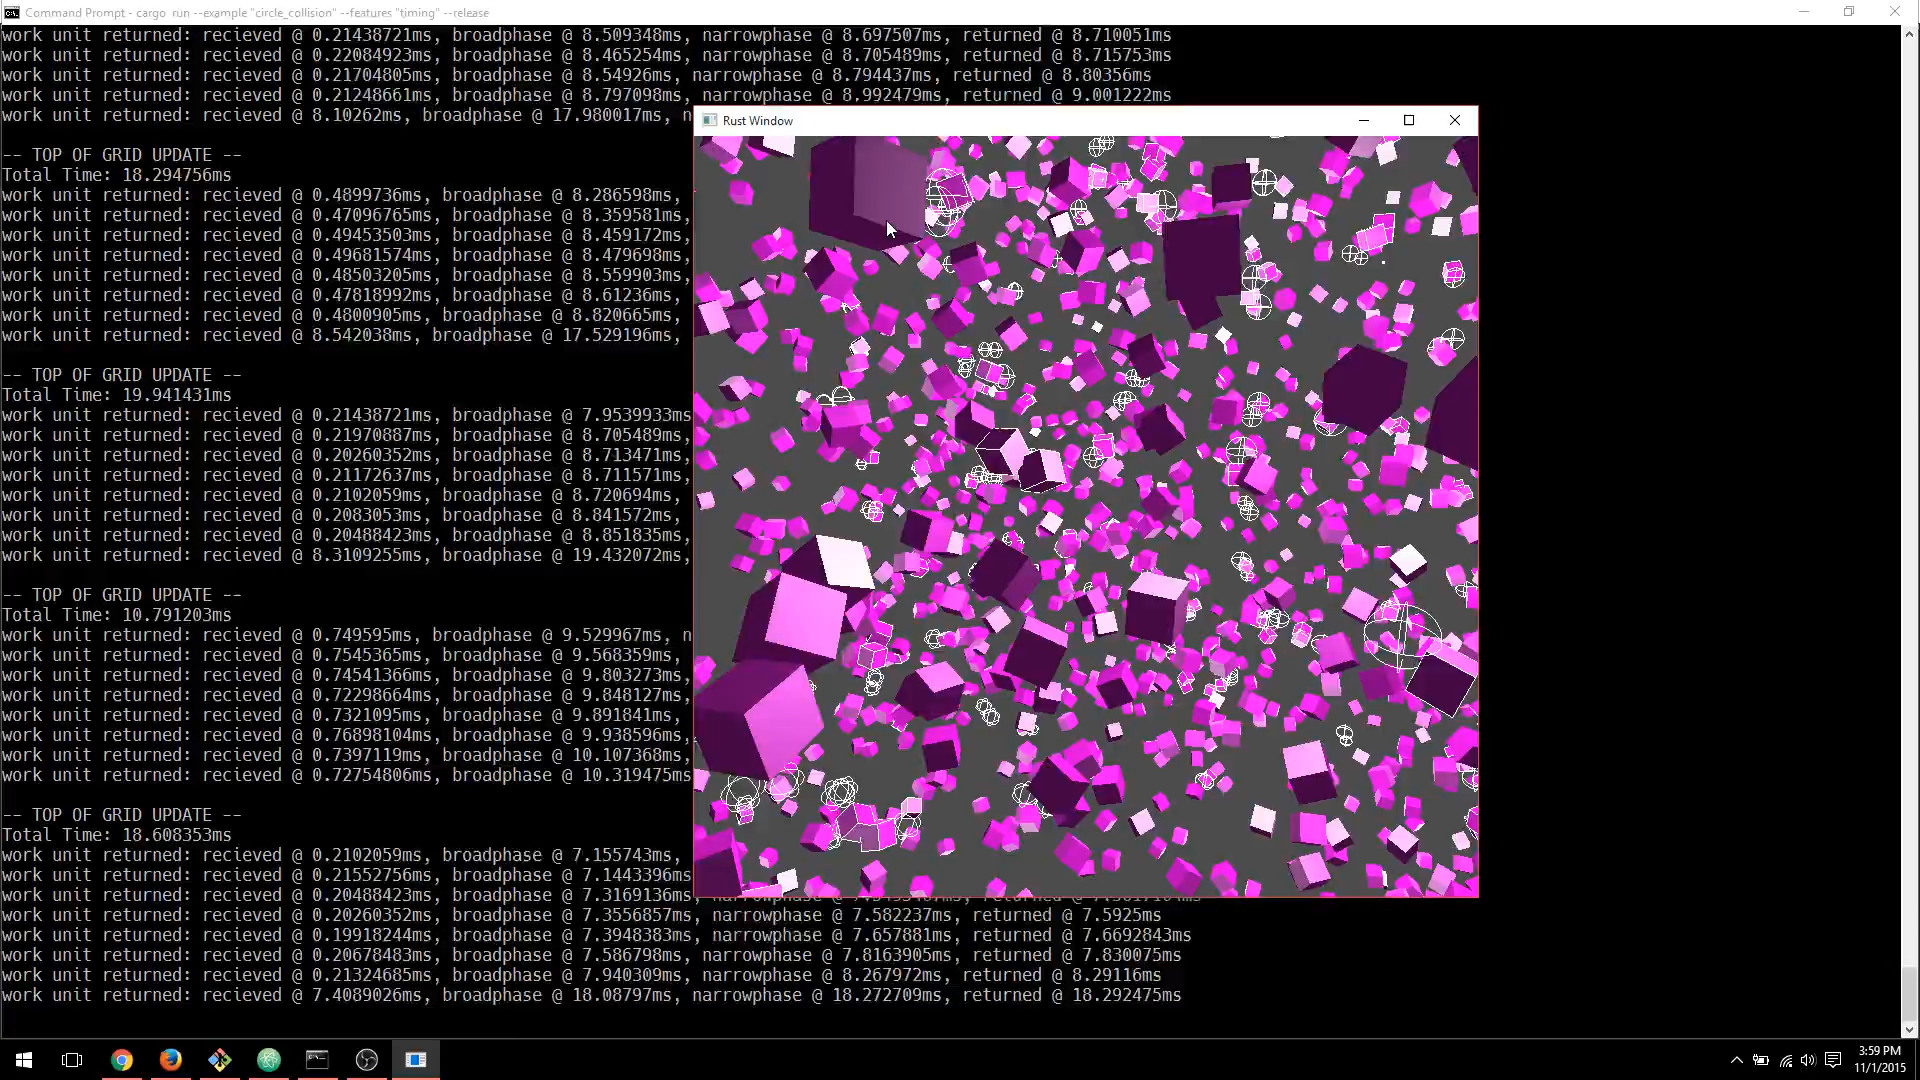 Command Prompt - cargo  run --example "circle_collision" --features "timing" --release
work unit returned: recieved @ 0.21438721ms, broadphase @ 8.509348ms, narrowphase @ 8.697507ms, returned @ 8.710051ms
work unit returned: recieved @ 0.22084923ms, broadphase @ 8.465254ms, narrowphase @ 8.705489ms, returned @ 8.715753ms
work unit returned: recieved @ 0.21704805ms, broadphase @ 8.54926ms, narrowphase @ 8.794437ms, returned @ 8.80356ms
work unit returned: recieved @ 0.21248661ms, broadphase @ 8.797098ms, narrowphase @ 8.992479ms, returned @ 9.001222ms
work unit returned: recieved @ 8.10262ms, broadphase @ 17.980017ms, n
Rust Window
-- TOP OF GRID UPDATE --
Total Time: 18.294756ms
work unit returned: recieved @ 0.4899736ms, broadphase @ 8.286598ms,
work unit returned: recieved @ 0.47096765ms, broadphase @ 8.359581ms,
work unit returned: recieved @ 0.49453503ms, broadphase @ 8.459172ms,
work unit returned: recieved @ 0.49681574ms, broadphase @ 8.479698ms,
work unit returned: recieved @ 0.48503205ms, broadphase @ 8.559903ms,
work unit returned: recieved @ 0.47818992ms, broadphase @ 8.61236ms,
work unit returned: recieved @ 0.4800905ms, broadphase @ 8.820665ms,
work unit returned: recieved @ 8.542038ms, broadphase @ 17.529196ms,
-- TOP OF GRID UPDATE --
Total Time: 19.941431ms
work unit returned: recieved @ 0.21438721ms, broadphase @ 7.9539933ms
work unit returned: recieved @ 0.21970887ms, broadphase @ 8.705489ms,
work unit returned: recieved @ 0.20260352ms, broadphase @ 8.713471ms,
work unit returned: recieved @ 0.21172637ms, broadphase @ 8.711571ms,
work unit returned: recieved @ 0.2102059ms, broadphase @ 8.720694ms,
work unit returned: recieved @ 0.2083053ms, broadphase @ 8.841572ms,
work unit returned: recieved @ 0.20488423ms, broadphase @ 8.851835ms,
work unit returned: recieved @ 8.3109255ms, broadphase @ 19.432072ms,
-- TOP OF GRID UPDATE --
Total Time: 10.791203ms
work unit returned: recieved @ 0.749595ms, broadphase @ 9.529967ms, n
work unit returned: recieved @ 0.7545365ms, broadphase @ 9.568359ms,
work unit returned: recieved @ 0.74541366ms, broadphase @ 9.803273ms,
work unit returned: recieved @ 0.72298664ms, broadphase @ 9.848127ms,
work unit returned: recieved @ 0.7321095ms, broadphase @ 9.891841ms,
work unit returned: recieved @ 0.76898104ms, broadphase @ 9.938596ms,
work unit returned: recieved @ 0.7397119ms, broadphase @ 10.107368ms,
work unit returned: recieved @ 0.72754806ms, broadphase @ 10.319475ms
-- TOP OF GRID UPDATE --
Total Time: 18.608353ms
work unit returned: recieved @ 0.2102059ms, broadphase @ 7.155743ms,
work unit returned: recieved @ 0.21552756ms, broadphase @ 7.1443396ms
work unit returned: recieved @ 0.20488423ms, broadphase @ 7.3169136ms
work unit returned: recieved @ 0.20260352ms, broadphase @ 7.3556857ms, narrowphase @ 7.582237ms, returned @ 7.5925ms
work unit returned: recieved @ 0.19918244ms, broadphase @ 7.3948383ms, narrowphase @ 7.657881ms, returned @ 7.6692843ms
work unit returned: recieved @ 0.20678483ms, broadphase @ 7.586798ms, narrowphase @ 7.8163905ms, returned @ 7.830075ms
work unit returned: recieved @ 0.21324685ms, broadphase @ 7.940309ms, narrowphase @ 8.267972ms, returned @ 8.29116ms
work unit returned: recieved @ 7.4089026ms, broadphase @ 18.08797ms, narrowphase @ 18.272709ms, returned @ 18.292475ms
3:59 PM
11/1/2015